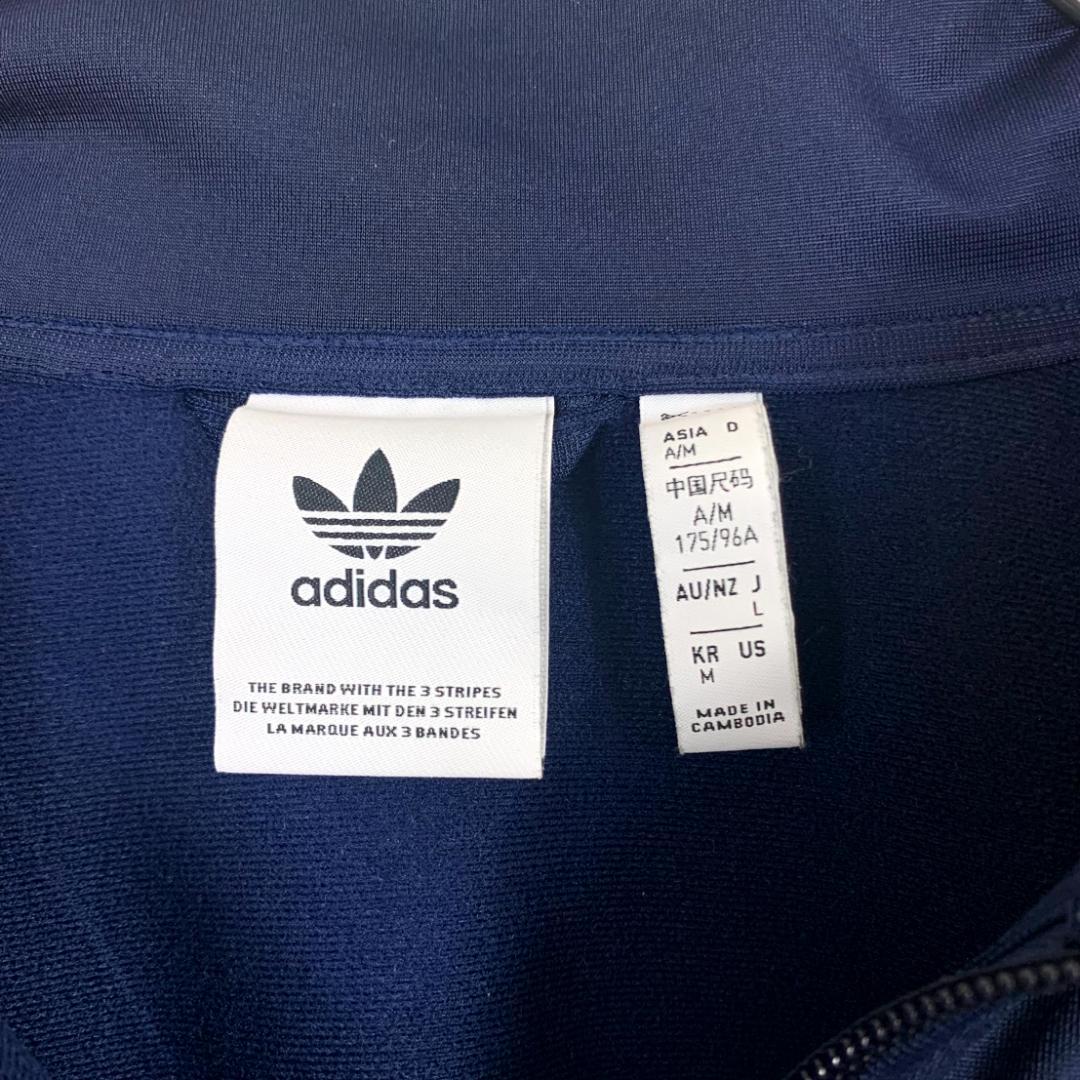 adidas
THE BRAND WITH THE 3 STRIPES
DIE WELTMARKE MIT DEN 3 STREIFEN
LA MARQUE AUX 3 BANDES
ASIA D
A/M
中国尺码
A/M
175/96A
AU/NZ J
L
KR US
M
MADE IN
CAMBODIA